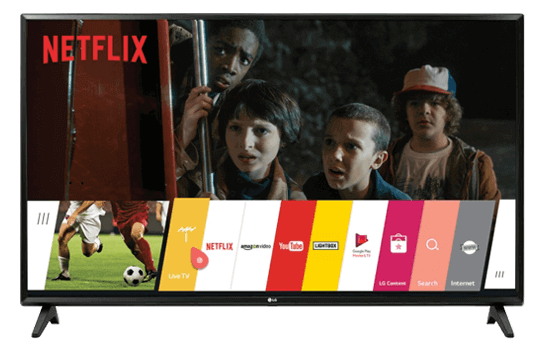 NETFLIX
Live TV
NETFLIX
amazon video
YouTube
LIGHTBOX
Google Play
Movies & TV
LG Content
Search
Internet
LG